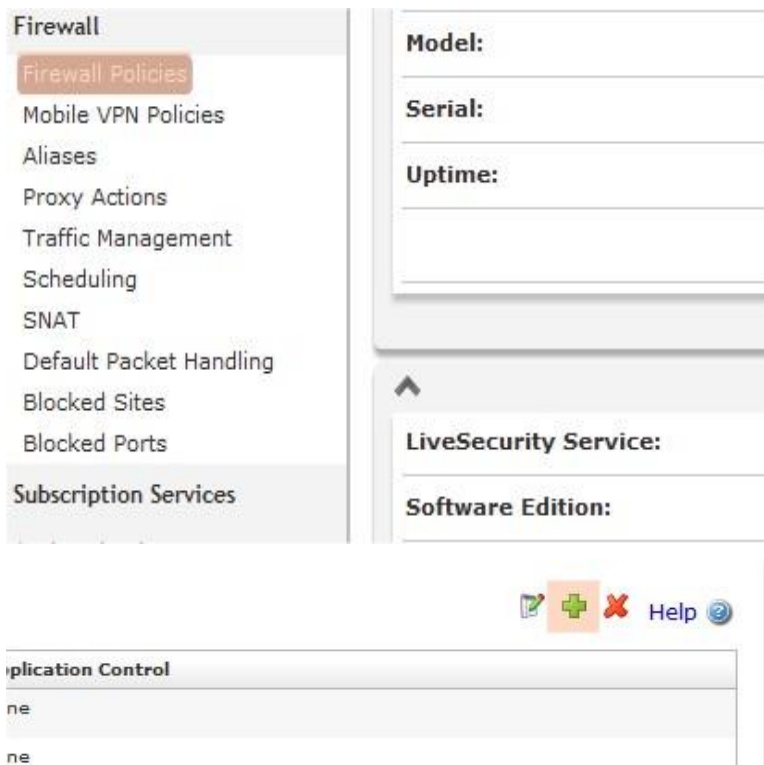 Firewall
Firewall Policies
Mobile VPN Policies
Aliases
Proxy Actions
Traffic Management
Scheduling
SNAT
Default Packet Handling
Blocked Sites
Blocked Ports
Subscription Services
Model:
Serial:
Uptime:
LiveSecurity Service:
Software Edition:
Help
plication Control
ne
ne